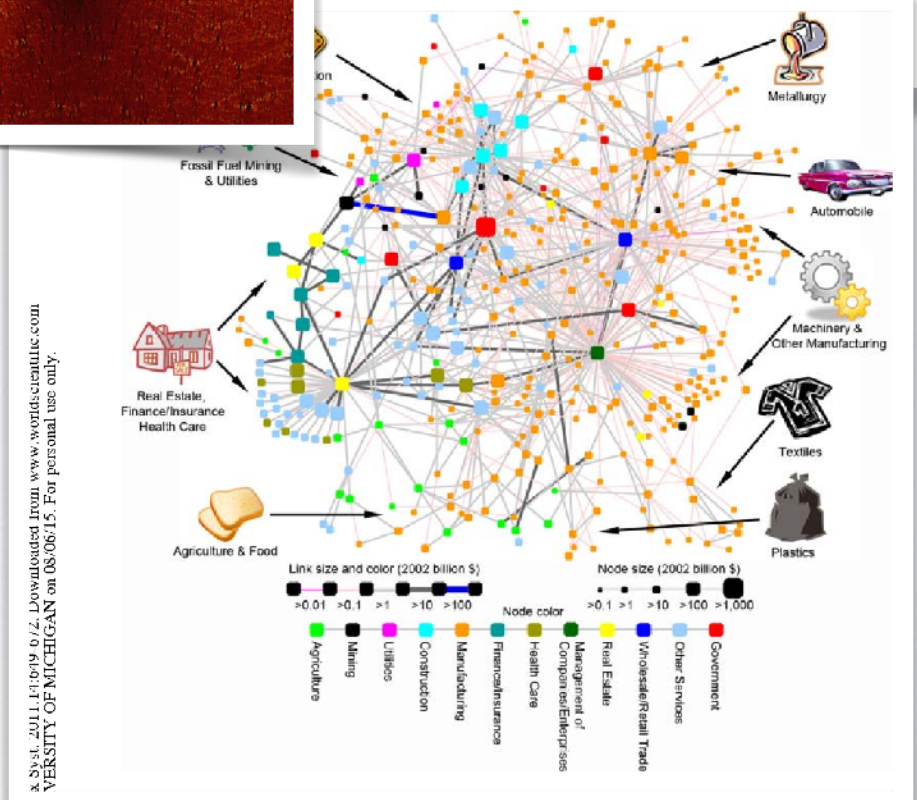 Metallurgy
Fossil Fuel Mining
& Utilities
Automobile
Machinery &
Other Manufacturing
Real Estate,
Finance/Insurance
Health Care
Textiles
Agriculture & Food
Plastics
Link size and color (2002 billion $)
>0.01 >0.1 >1 >10 >100
Node size (2002 billion $)
>0.1 >1 >10 >100 >1,000
Node color
Agriculture
Mining
Utilities
Construction
Manufacturing
Finance/Insurance
Health Care
Management of
Companies/Enterprises
Real Estate
Wholesale/Retail Trade
Other Services
Government
x Syst. 2011.14:649-672. Downloaded from www.worldscientific.com
VERSITY OF MICHIGAN on 08/06/15. For personal use only.